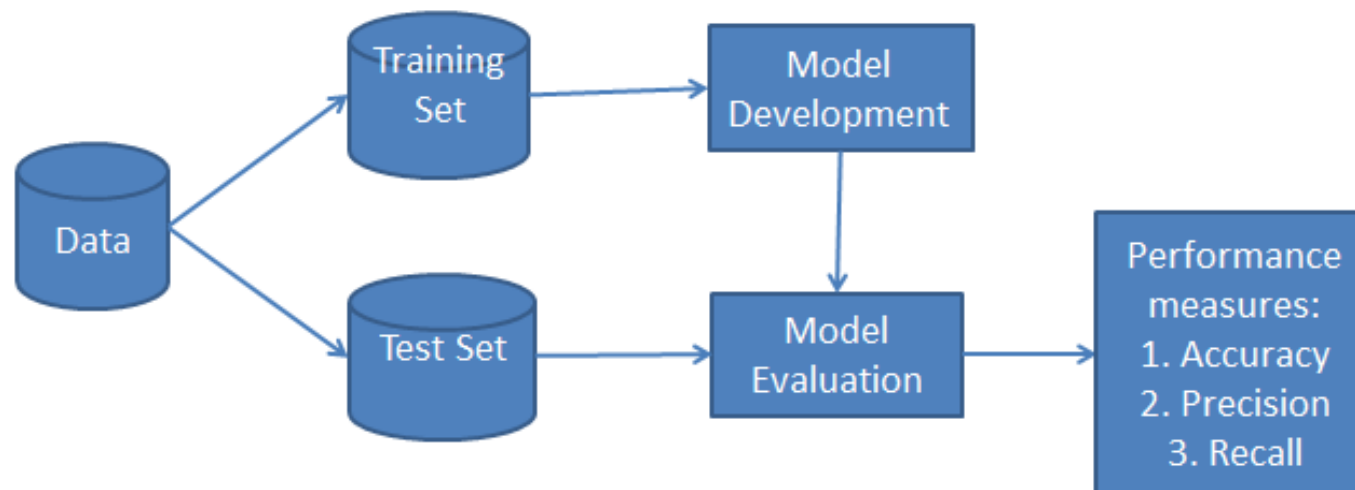 Training
Set
Model
Development
Data
Test Set
Model
Evaluation
Performance
measures:
1. Accuracy
2. Precision
3. Recall